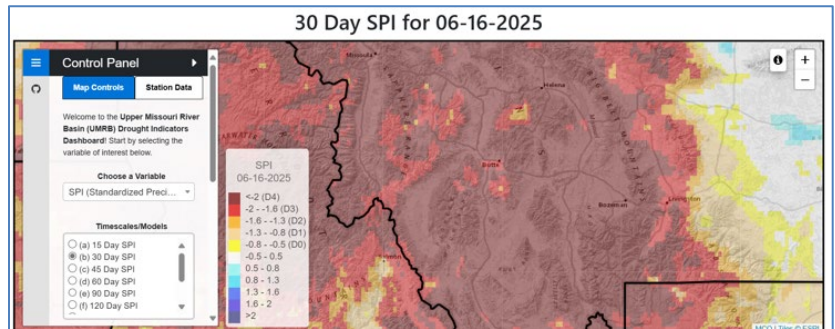 30 Day SPI for 06-16-2025
Control Panel
Map Controls
Station Data
Welcome to the Upper Missouri River
Basin (UMRB) Drought Indicators
Dashboard! Start by selecting the
variable of interest below.
Choose a Variable
SPI (Standardized Preci...
Timescales/Models
(a) 15 Day SPI
(b) 30 Day SPI
(c) 45 Day SPI
(d) 60 Day SPI
(e) 90 Day SPI
(f) 120 Day SPI
SPI
06-16-2025
<-2 (D4)
-2 - -1.6 (D3)
-1.6 - -1.3 (D2)
-1.3 - -0.8 (D1)
-0.8 - -0.5 (D0)
-0.5 - 0.5
0.5 - 0.8
0.8 - 1.3
1.3 - 1.6
1.6 - 2
>2
Missoula
Helena
Butte
Bozeman
Livingston
+
−
MCO | Tiles © ESRI